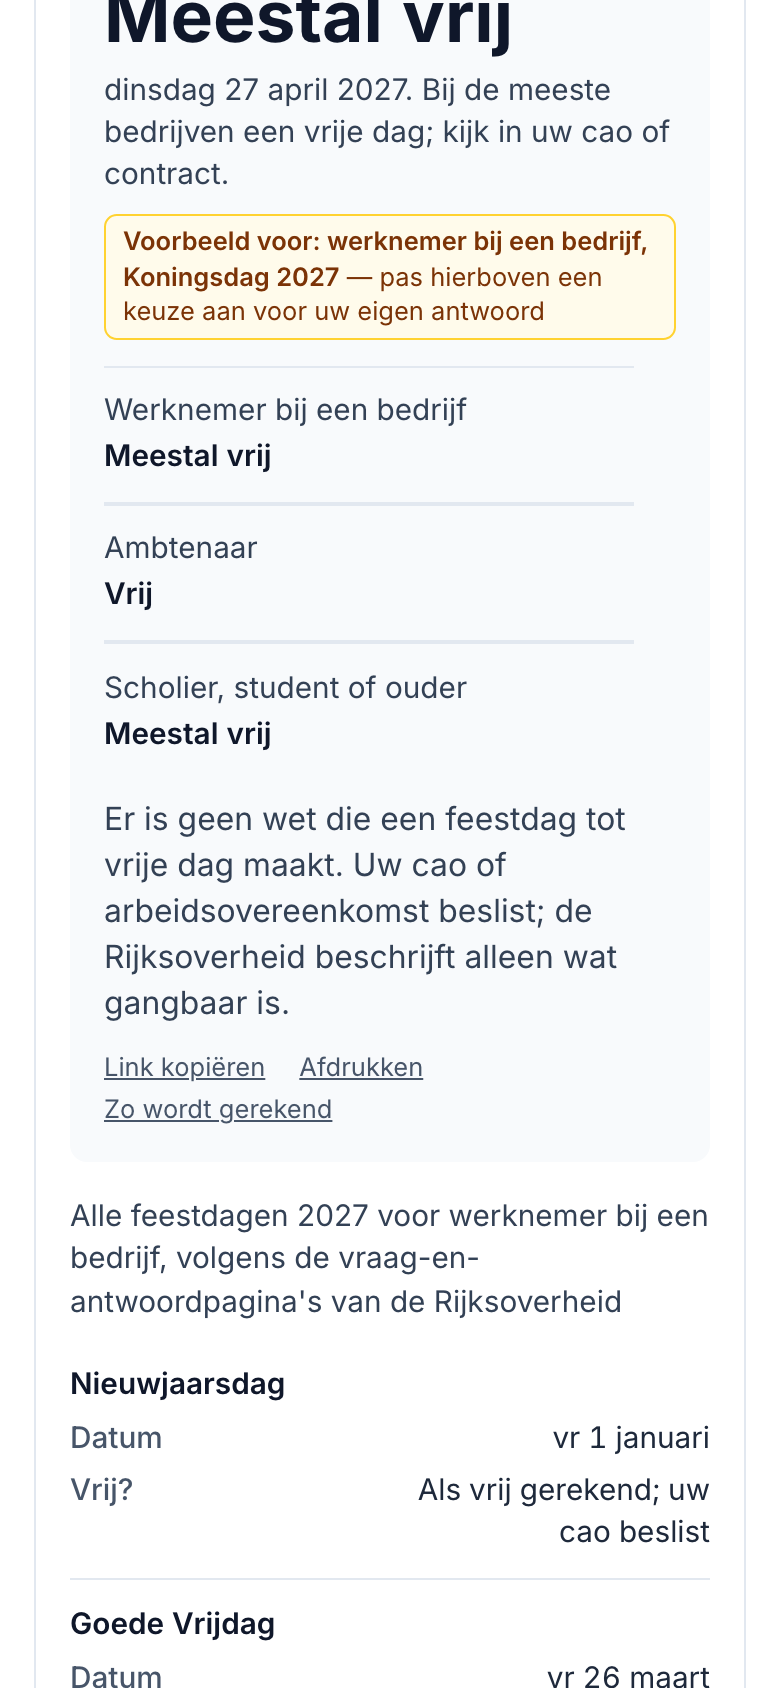 Meestal vrij
dinsdag 27 april 2027. Bij de meeste
bedrijven een vrije dag; kijk in uw cao of
contract.
Voorbeeld voor: werknemer bij een bedrijf,
Koningsdag 2027 — pas hierboven een
keuze aan voor uw eigen antwoord
Werknemer bij een bedrijf
Meestal vrij
Ambtenaar
Vrij
Scholier, student of ouder
Meestal vrij
Er is geen wet die een feestdag tot
vrije dag maakt. Uw cao of
arbeidsovereenkomst beslist; de
Rijksoverheid beschrijft alleen wat
gangbaar is.
Link kopiëren Afdrukken
Zo wordt gerekend
Alle feestdagen 2027 voor werknemer bij een
bedrijf, volgens de vraag-en-
antwoordpagina's van de Rijksoverheid
Nieuwjaarsdag
Datum vr 1 januari
Vrij? Als vrij gerekend; uw
cao beslist
Goede Vrijdag
Datum vr 26 maart